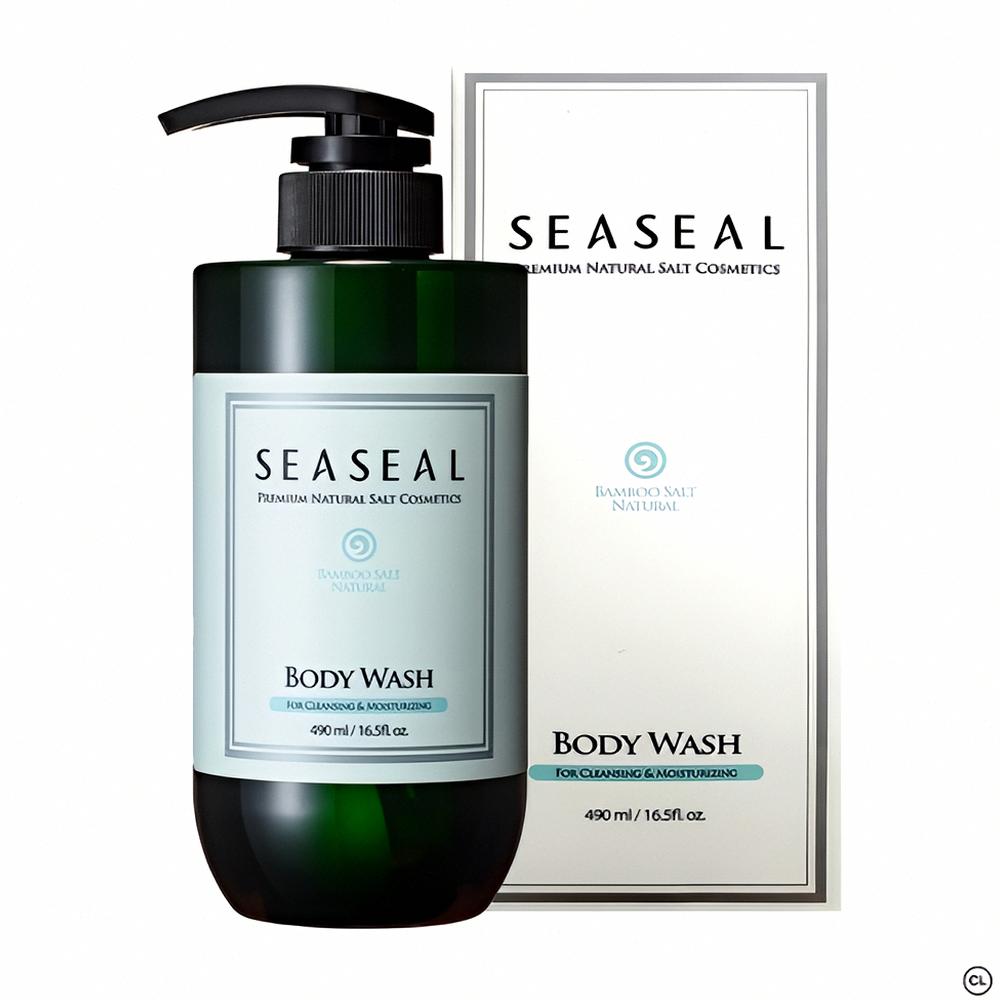 SEASEAL
PREMIUM NATURAL SALT COSMETICS
BAMBOO SALT
NATURAL
BODY WASH
FOR CLEANSING & MOISTURIZING
490 ml / 16.5fl. oz.
SEASEAL
REMIUM NATURAL SALT COSMETICS
BAMBOO SALT
NATURAL
BODY WASH
FOR CLEANSING & MOISTURIZING
490 ml / 16.5fl. oz.
CL